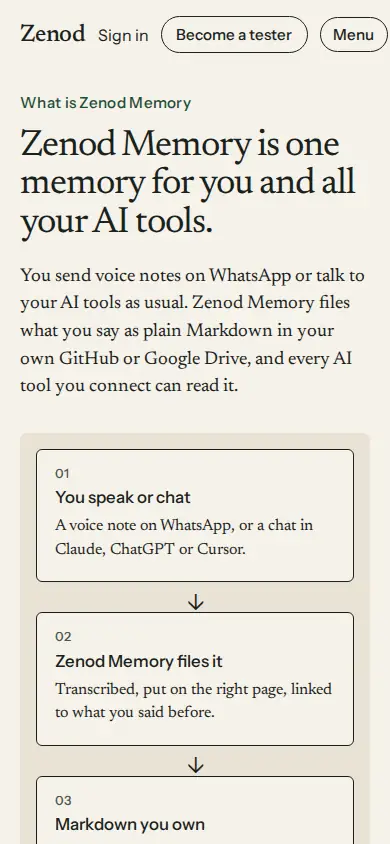 Zenod Sign in Become a tester Menu
What is Zenod Memory
Zenod Memory is one
memory for you and all
your AI tools.
You send voice notes on WhatsApp or talk to
your AI tools as usual. Zenod Memory files
what you say as plain Markdown in your
own GitHub or Google Drive, and every AI
tool you connect can read it.
01
You speak or chat
A voice note on WhatsApp, or a chat in
Claude, ChatGPT or Cursor.
02
Zenod Memory files it
Transcribed, put on the right page, linked
to what you said before.
03
Markdown you own